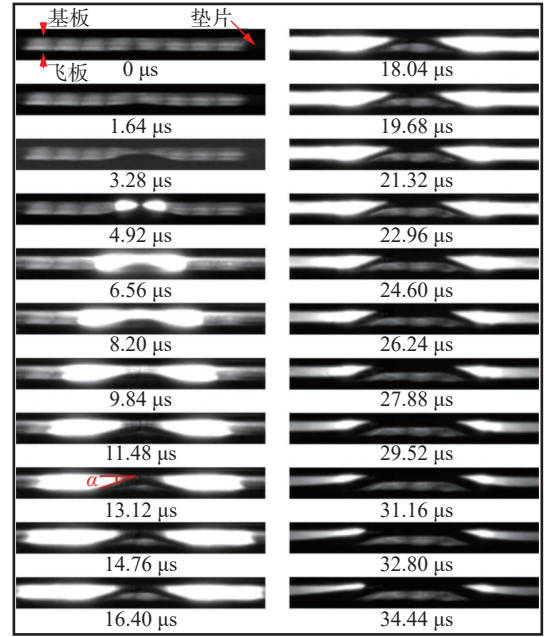 基板
垫片
飞板
0 μs
1.64 μs
3.28 μs
4.92 μs
6.56 μs
8.20 μs
9.84 μs
11.48 μs
α
13.12 μs
14.76 μs
16.40 μs
18.04 μs
19.68 μs
21.32 μs
22.96 μs
24.60 μs
26.24 μs
27.88 μs
29.52 μs
31.16 μs
32.80 μs
34.44 μs